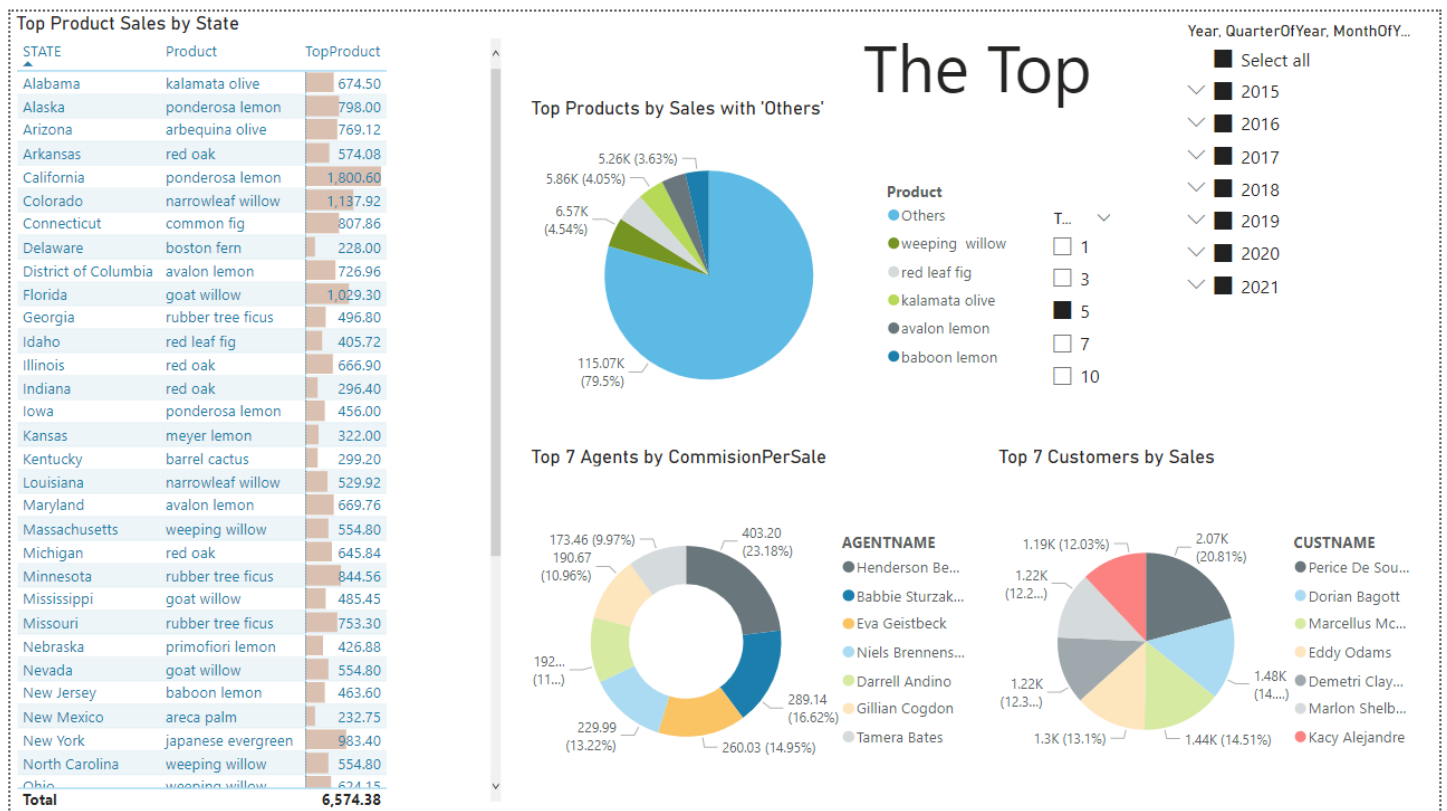 Top Product Sales by State
STATE Product TopProduct
Alabama kalamata olive 674.50
Alaska ponderosa lemon 798.00
Arizona arbequina olive 769.12
Arkansas red oak 574.08
California ponderosa lemon 1,800.60
Colorado narrowleaf willow 1,137.92
Connecticut common fig 807.86
Delaware boston fern 228.00
District of Columbia avalon lemon 726.96
Florida goat willow 1,029.30
Georgia rubber tree ficus 496.80
Idaho red leaf fig 405.72
Illinois red oak 666.90
Indiana red oak 296.40
Iowa ponderosa lemon 456.00
Kansas meyer lemon 322.00
Kentucky barrel cactus 299.20
Louisiana narrowleaf willow 529.92
Maryland avalon lemon 669.76
Massachusetts weeping willow 554.80
Michigan red oak 645.84
Minnesota rubber tree ficus 844.56
Mississippi goat willow 485.45
Missouri rubber tree ficus 753.30
Nebraska primofiori lemon 426.88
Nevada goat willow 554.80
New Jersey baboon lemon 463.60
New Mexico areca palm 232.75
New York japanese evergreen 983.40
North Carolina weeping willow 554.80
Ohio weeping willow 624.15
Total 6,574.38
The Top
Top Products by Sales with 'Others'
5.26K (3.63%)
5.86K (4.05%)
6.57K
(4.54%)
115.07K
(79.5%)
Product
Others
weeping willow
red leaf fig
kalamata olive
avalon lemon
baboon lemon
T...
1
3
5
7
10
Year, QuarterOfYear, MonthOfY...
Select all
2015
2016
2017
2018
2019
2020
2021
Top 7 Agents by CommisionPerSale
173.46 (9.97%)
190.67
(10.96%)
192...
(11...)
229.99
(13.22%)
260.03 (14.95%)
289.14
(16.62%)
403.20
(23.18%)
AGENTNAME
Henderson Be...
Babbie Sturzak...
Eva Geistbeck
Niels Brennens...
Darrell Andino
Gillian Cogdon
Tamera Bates
Top 7 Customers by Sales
1.19K (12.03%)
1.22K
(12.2...)
1.22K
(12.3...)
1.3K (13.1%)
1.44K (14.51%)
1.48K
(14....)
2.07K
(20.81%)
CUSTNAME
Perice De Sou...
Dorian Bagott
Marcellus Mc...
Eddy Odams
Demetri Clay...
Marlon Shelb...
Kacy Alejandre